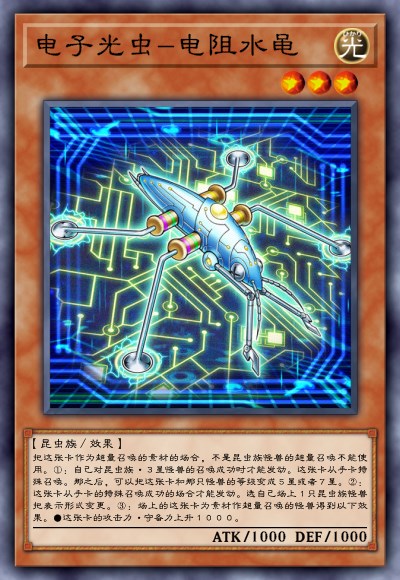 电子光虫-电阻水黾
光
ひかり
【昆虫族/效果】
把这张卡作为超量召唤的素材的场合，不是昆虫族怪兽的超量召唤不能使
用。①：自己对昆虫族·3星怪兽的召唤成功时才能发动。这张卡从手卡特殊
召唤。那之后，可以把这张卡和那只怪兽的等级变成5星或者7星。②：
这张卡从手卡的特殊召唤成功的场合才能发动。选自己场上1只昆虫族怪兽
把表示形式变更。③：场上的这张卡为素材作超量召唤的怪兽得到以下效
果。●这张卡的攻击力·守备力上升1000。
ATK/1000 DEF/1000